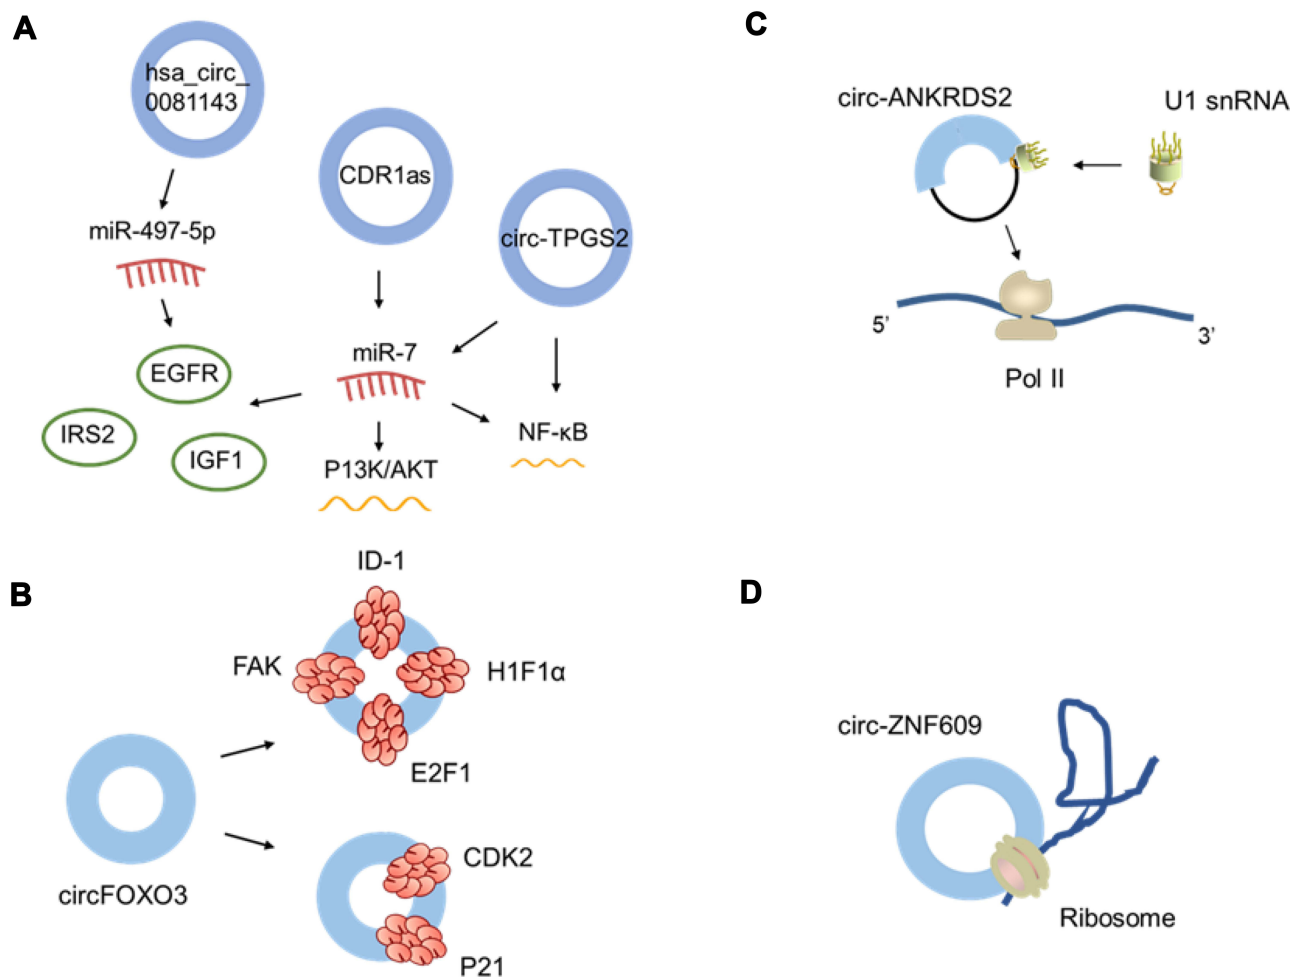 A
hsa_circ_
0081143
CDR1as
circ-TPGS2
miR-497-5p
miR-7
EGFR
IRS2
IGF1
P13K/AKT
NF-κB
B
circFOXO3
ID-1
FAK
H1F1α
E2F1
CDK2
P21
C
circ-ANKRDS2
U1 snRNA
5’
3’
Pol II
D
circ-ZNF609
Ribosome